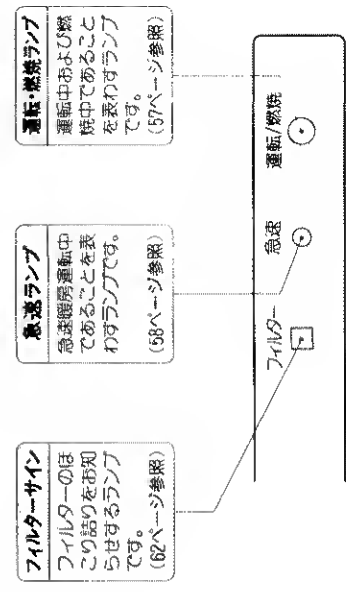 フィルターサイン
フィルターのほ
こり詰りをお知
らせするランプ
です。
(62ページ参照)
急速ランプ
急速暖房運転中
であることを表
わすランプです。
(58ページ参照)
運転・燃焼ランプ
運転中および燃
焼中であること
を表わすランプ
です。
(57ページ参照)
フィルター
急速
運転/燃焼